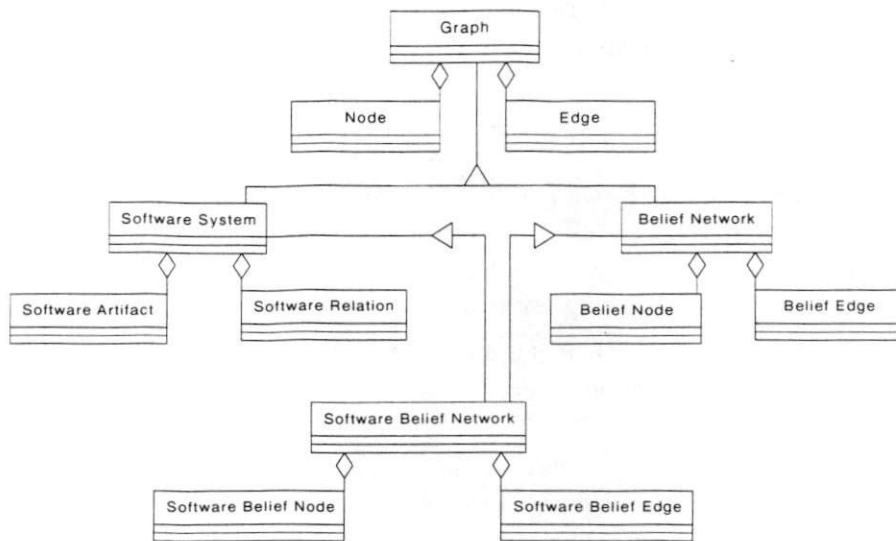 Graph
Node
Edge
Software System
Belief Network
Software Artifact
Software Relation
Belief Node
Belief Edge
Software Belief Network
Software Belief Node
Software Belief Edge